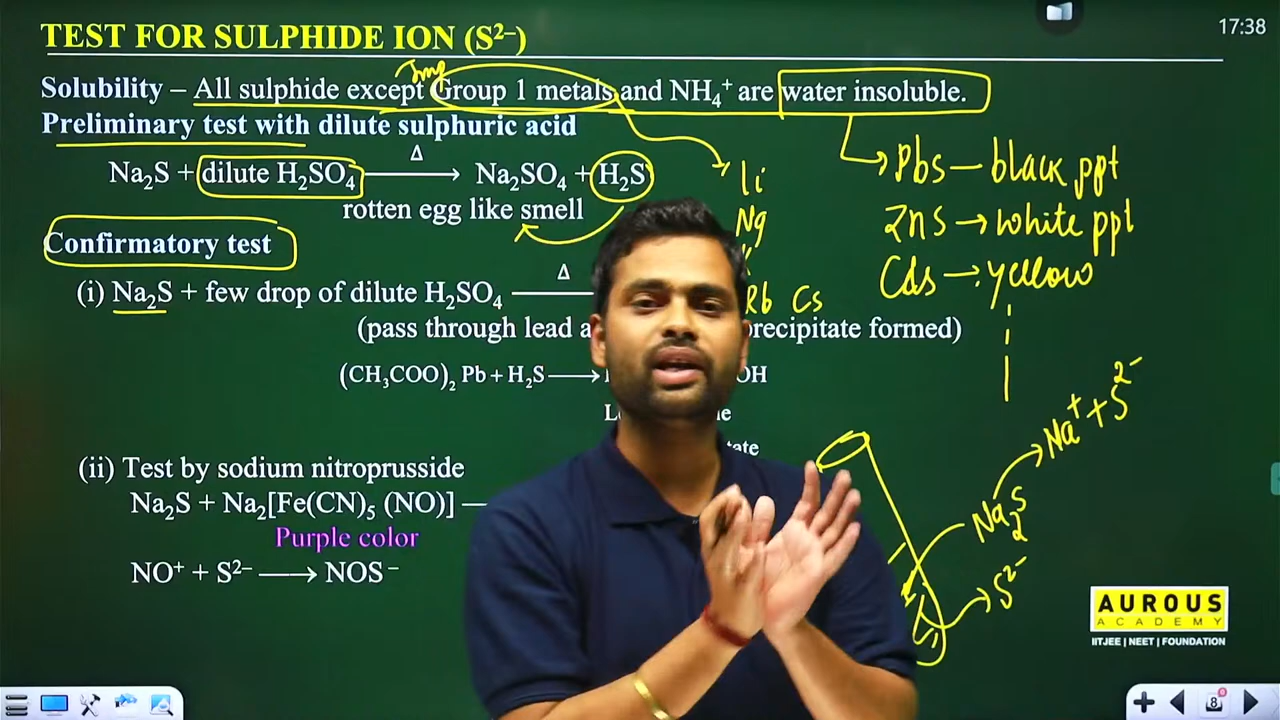 17:38
TEST FOR SULPHIDE ION (S²⁻)
Imp
Solubility – All sulphide except Group 1 metals and NH₄⁺ are water insoluble.
Preliminary test with dilute sulphuric acid
Na₂S + dilute H₂SO₄ —Δ→ Na₂SO₄ + H₂S
rotten egg like smell
Pbs — black ppt
ZnS → white ppt
Cds → yellow
li
Rb Cs
Confirmatory test
(i) Na₂S + few drop of dilute H₂SO₄ Δ
(pass through lead precipitate formed)
(CH₃COO)₂ Pb + H₂S ⟶
(ii) Test by sodium nitroprusside
Na₂S + Na₂[Fe(CN)₅ (NO)] —
Purple color
NO⁺ + S²⁻ ⟶ NOS⁻
Na⁺ + S²⁻
Na₂S
S²⁻
AUROUS
ACADEMY
IITJEE | NEET | FOUNDATION
8